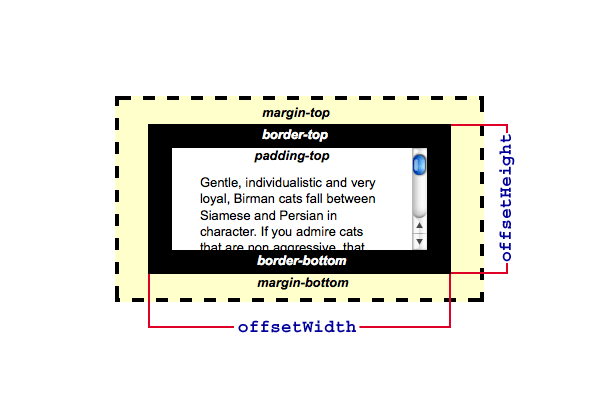 margin-top
border-top
padding-top
Gentle, individualistic and very
loyal, Birman cats fall between
Siamese and Persian in
character. If you admire cats
that are non aggressive, that
border-bottom
margin-bottom
offsetWidth
offsetHeight